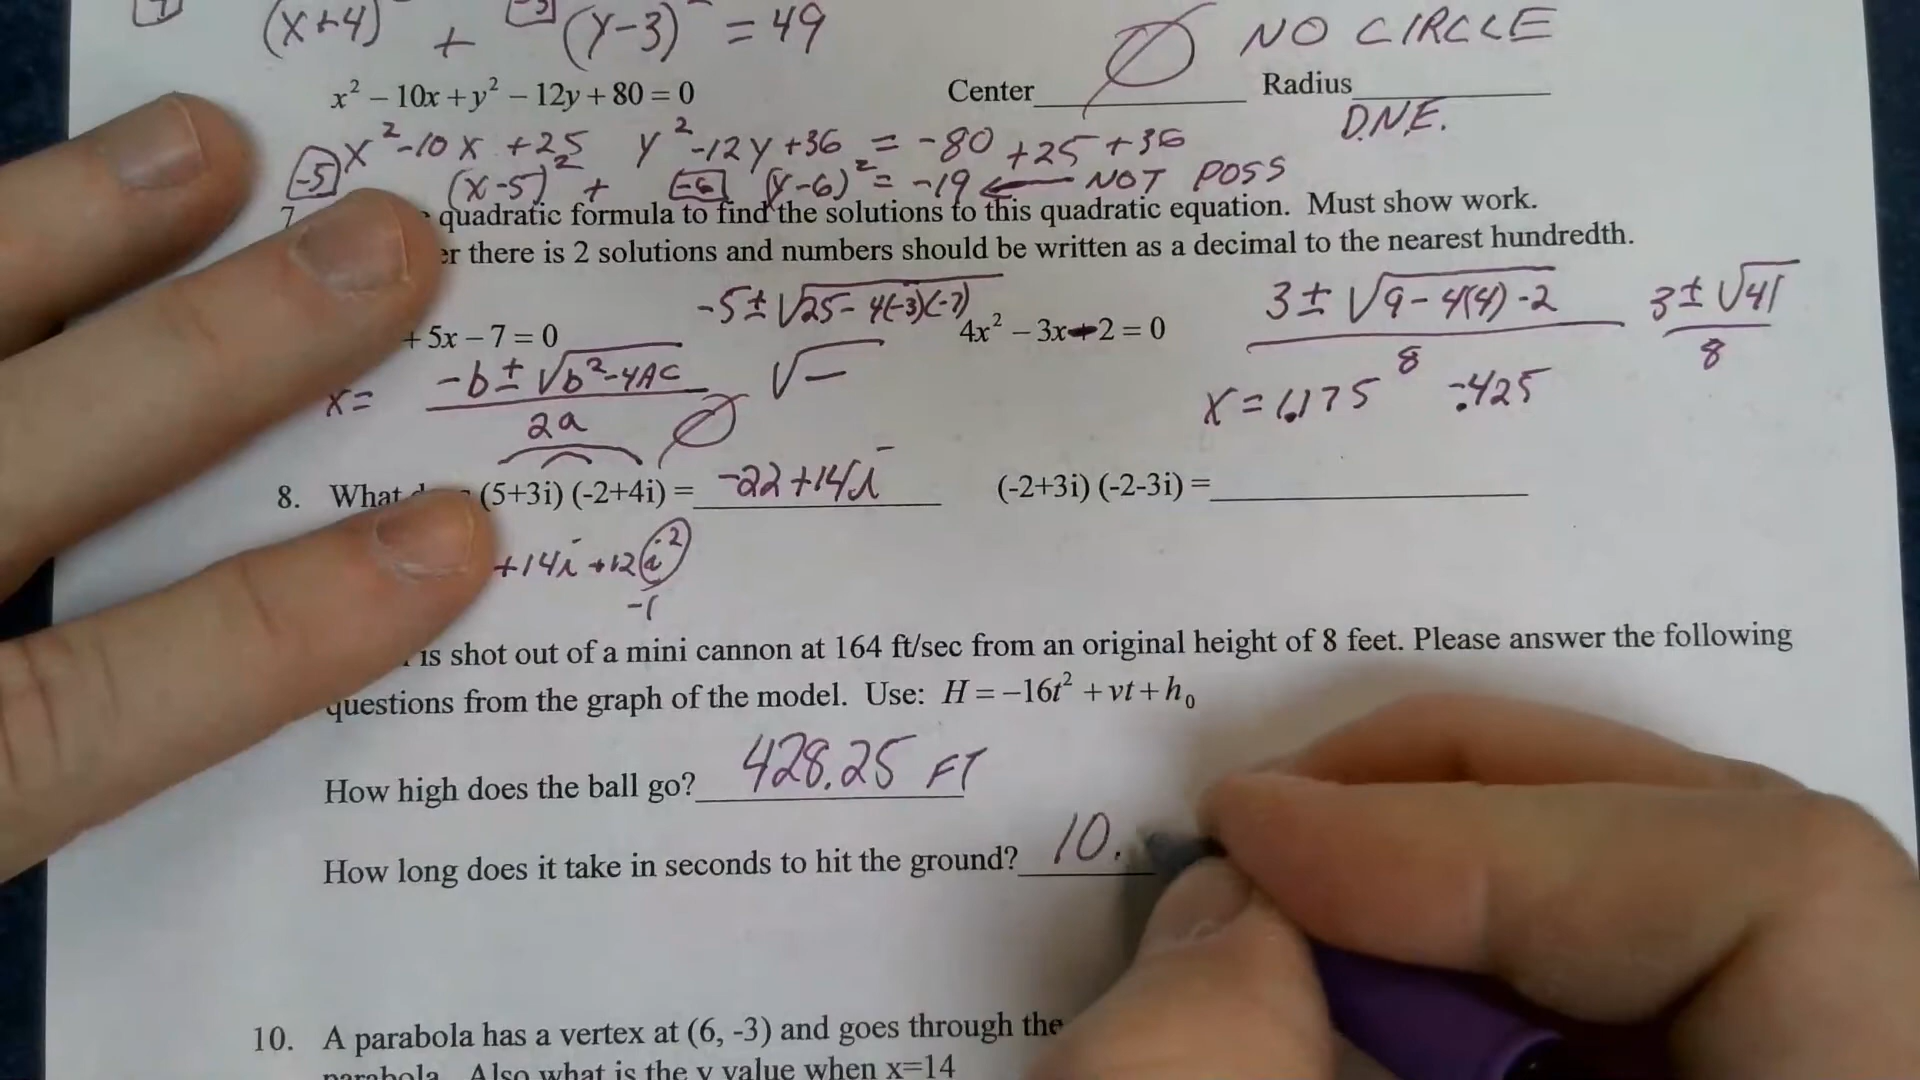 (x+4) + (y-3) = 49
NO CIRCLE
x² – 10x + y² – 12y + 80 = 0 Center Ø Radius
D.N.E.
x²-10x +25 y²-12y+36 = -80 +25 +36
-5 (x-5)² + -6 (y-6)² = -19 ← NOT POSS
7 quadratic formula to find the solutions to this quadratic equation. Must show work.
er there is 2 solutions and numbers should be written as a decimal to the nearest hundredth.
-5±√25-4(-3)(-7) 3±√9-4(4)-2 3±√41
+ 5x – 7 = 0 4x² – 3x-2 = 0 8 8
x= -b±√b²-4AC √–
2a Ø x = 1.175 -.425
8. What (5+3i) (-2+4i) = -22+14i (-2+3i) (-2-3i) =
+14i+12i²
-1
is shot out of a mini cannon at 164 ft/sec from an original height of 8 feet. Please answer the following
questions from the graph of the model. Use: H = –16t² + vt + h₀
How high does the ball go? 428.25 FT
How long does it take in seconds to hit the ground? 10.
10. A parabola has a vertex at (6, -3) and goes through the
parabola. Also what is the y value when x=14